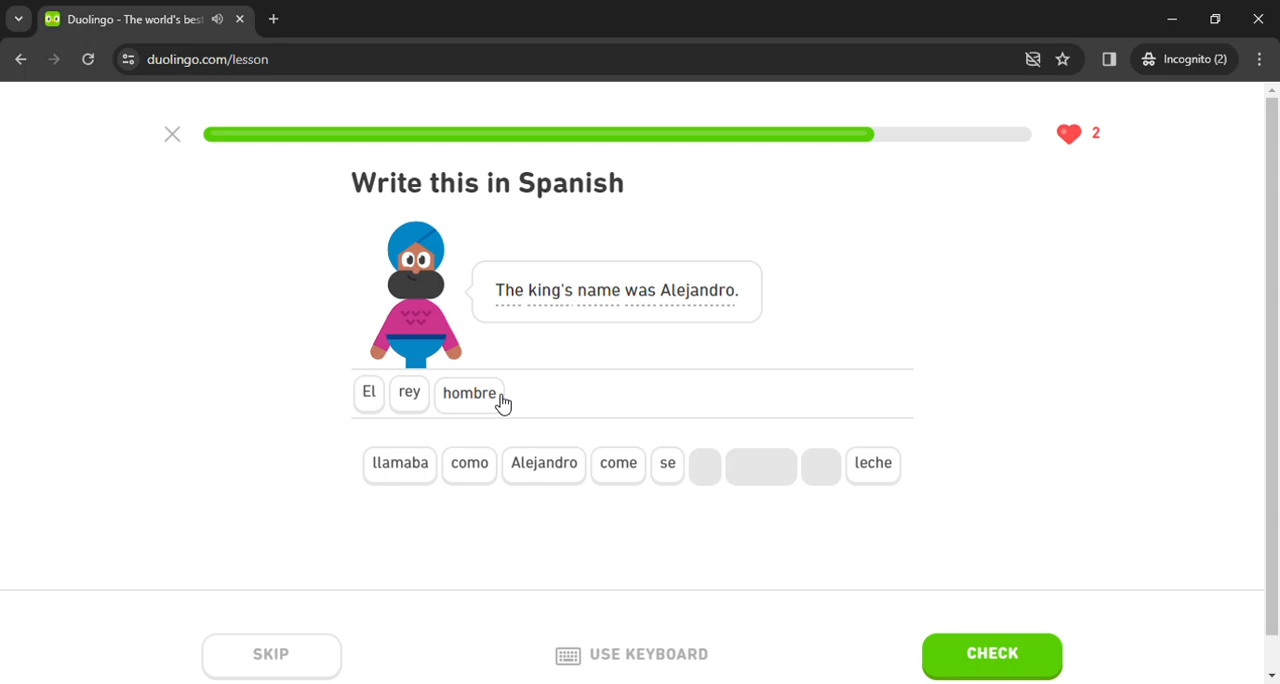 Duolingo - The world's bes
duolingo.com/lesson
Incognito (2)
2
Write this in Spanish
The king's name was Alejandro.
El rey hombre
llamaba como Alejandro come se leche
SKIP USE KEYBOARD CHECK